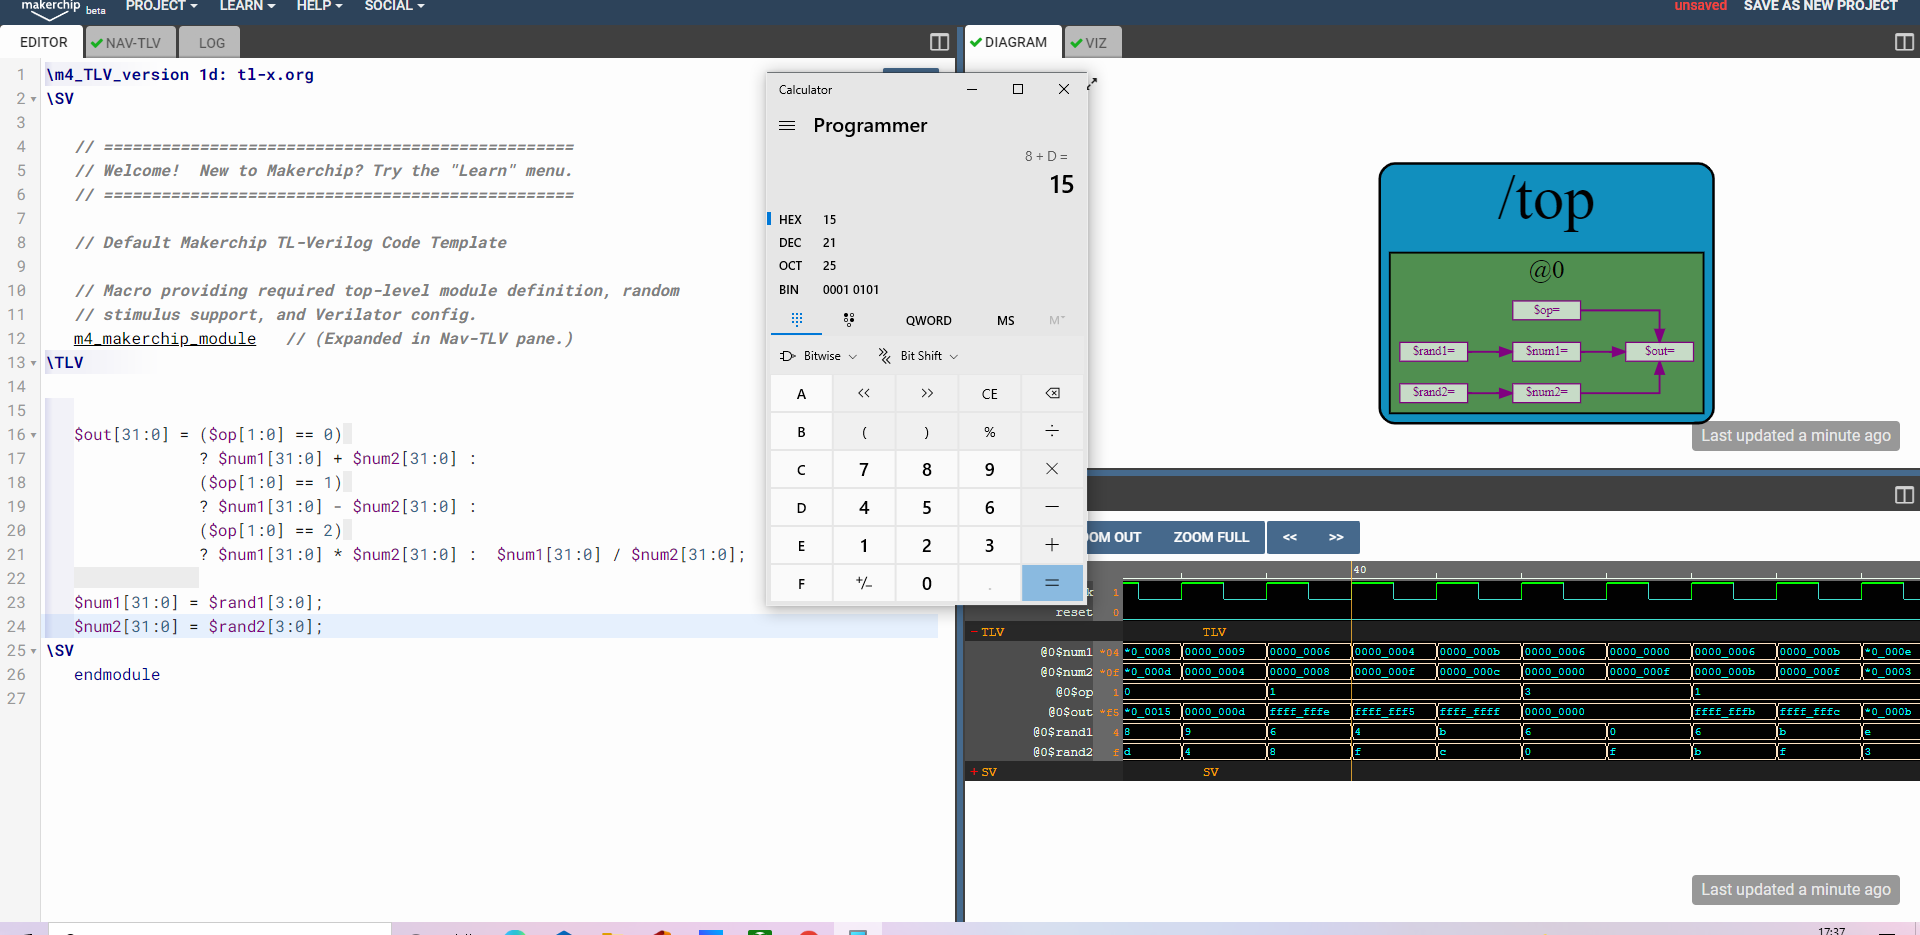 makerchip beta PROJECT LEARN HELP SOCIAL unsaved SAVE AS NEW PROJECT
EDITOR NAV-TLV LOG
1 \m4_TLV_version 1d: tl-x.org
2 \SV
3
4 // =================================================
5 // Welcome!  New to Makerchip? Try the "Learn" menu.
6 // =================================================
7
8 // Default Makerchip TL-Verilog Code Template
9
10 // Macro providing required top-level module definition, random
11 // stimulus support, and Verilator config.
12 m4_makerchip_module   // (Expanded in Nav-TLV pane.)
13 \TLV
14
15
16 $out[31:0] = ($op[1:0] == 0)
17 ? $num1[31:0] + $num2[31:0] :
18 ($op[1:0] == 1)
19 ? $num1[31:0] - $num2[31:0] :
20 ($op[1:0] == 2)
21 ? $num1[31:0] * $num2[31:0] :  $num1[31:0] / $num2[31:0];
22
23 $num1[31:0] = $rand1[3:0];
24 $num2[31:0] = $rand2[3:0];
25 \SV
26 endmodule
27
Calculator
Programmer
8 + D =
15
HEX 15
DEC 21
OCT 25
BIN 0001 0101
QWORD MS M
Bitwise Bit Shift
A << >> CE
B ( ) % ÷
C 7 8 9 ×
D 4 5 6 −
E 1 2 3 +
F +/− 0 . =
DIAGRAM VIZ
/top
@0
$op=
$rand1= $num1= $out=
$rand2= $num2=
Last updated a minute ago
OM OUT ZOOM FULL << >>
40
k 1
reset 0
- TLV TLV
@0$num1 *04 *0_0008 0000_0009 0000_0006 0000_0004 0000_000b 0000_0006 0000_0000 0000_0006 0000_000b *0_000e
@0$num2 *0f *0_000d 0000_0004 0000_0008 0000_000f 0000_000c 0000_0000 0000_000f 0000_000b 0000_000f *0_0003
@0$op 1 0 1 3 1
@0$out *f5 *0_0015 0000_000d ffff_fffe ffff_fff5 ffff_ffff 0000_0000 ffff_fffb ffff_fffc *0_000b
@0$rand1 4 8 9 6 4 b 6 0 6 b e
@0$rand2 f d 4 8 f c 0 f b f 3
+ SV SV
Last updated a minute ago
17:37